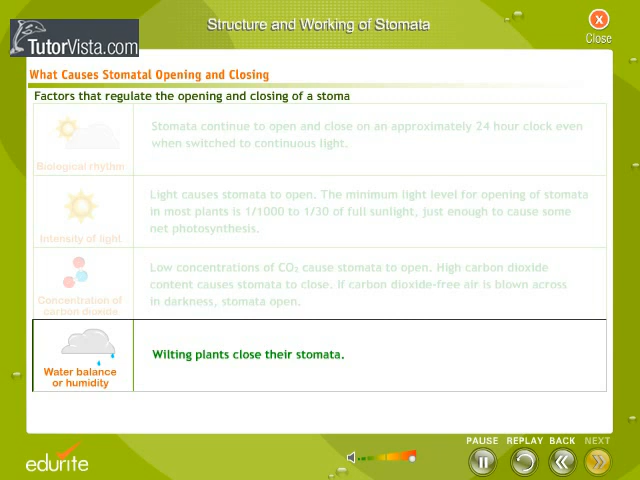 Structure and Working of Stomata
X
Close
TutorVista.com
What Causes Stomatal Opening and Closing
Factors that regulate the opening and closing of a stoma
Biological rhythm
Stomata continue to open and close on an approximately 24 hour clock even
when switched to continuous light.
Intensity of light
Light causes stomata to open. The minimum light level for opening of stomata
in most plants is 1/1000 to 1/30 of full sunlight, just enough to cause some
net photosynthesis.
Concentration of
carbon dioxide
Low concentrations of CO₂ cause stomata to open. High carbon dioxide
content causes stomata to close. If carbon dioxide-free air is blown across
in darkness, stomata open.
Water balance
or humidity
Wilting plants close their stomata.
edurite
PAUSE REPLAY BACK NEXT